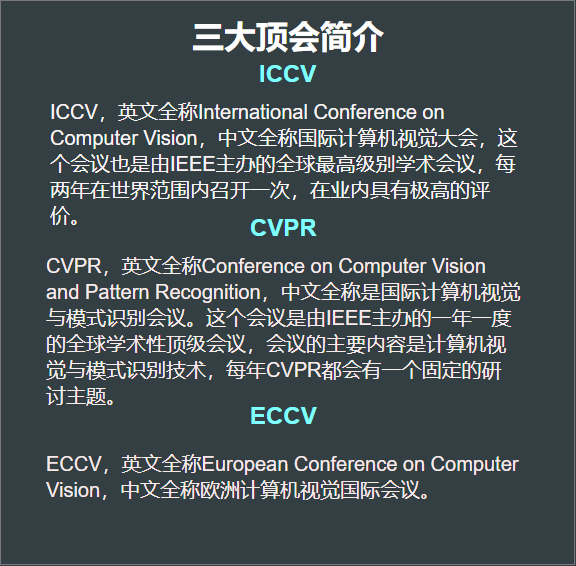 三大顶会简介
ICCV
ICCV，英文全称International Conference on
Computer Vision，中文全称国际计算机视觉大会，这
个会议也是由IEEE主办的全球最高级别学术会议，每
两年在世界范围内召开一次，在业内具有极高的评
价。
CVPR
CVPR，英文全称Conference on Computer Vision
and Pattern Recognition，中文全称是国际计算机视觉
与模式识别会议。这个会议是由IEEE主办的一年一度
的全球学术性顶级会议，会议的主要内容是计算机视
觉与模式识别技术，每年CVPR都会有一个固定的研
讨主题。
ECCV
ECCV，英文全称European Conference on Computer
Vision，中文全称欧洲计算机视觉国际会议。